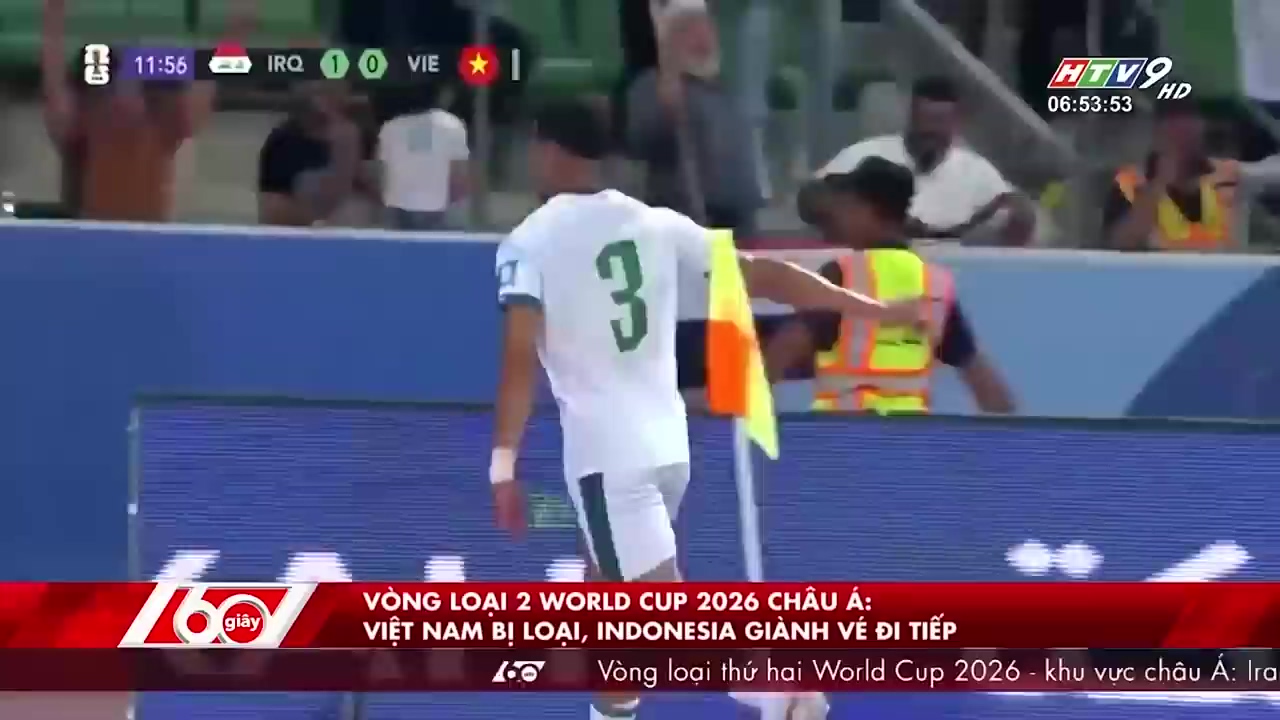 11:56 IRQ 1 0 VIE
HTV9 HD
06:53:53
3
60 giây
VÒNG LOẠI 2 WORLD CUP 2026 CHÂU Á:
VIỆT NAM BỊ LOẠI, INDONESIA GIÀNH VÉ ĐI TIẾP
Vòng loại thứ hai World Cup 2026 - khu vực châu Á: Ira